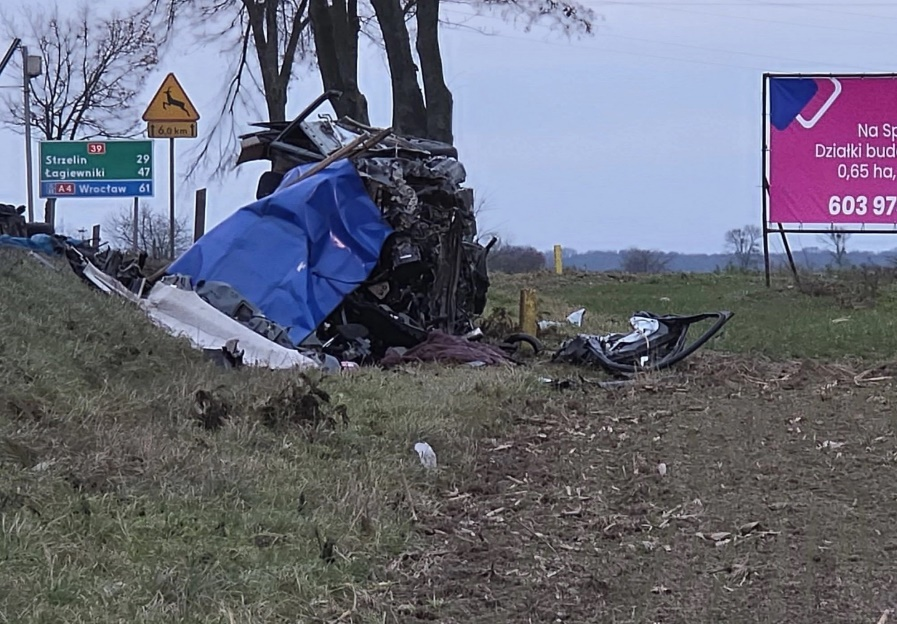 6,0 km
39
Strzelin 29
Łagiewniki 47
A4 Wrocław 61
Na Sp
Działki bud
0,65 ha,
603 97